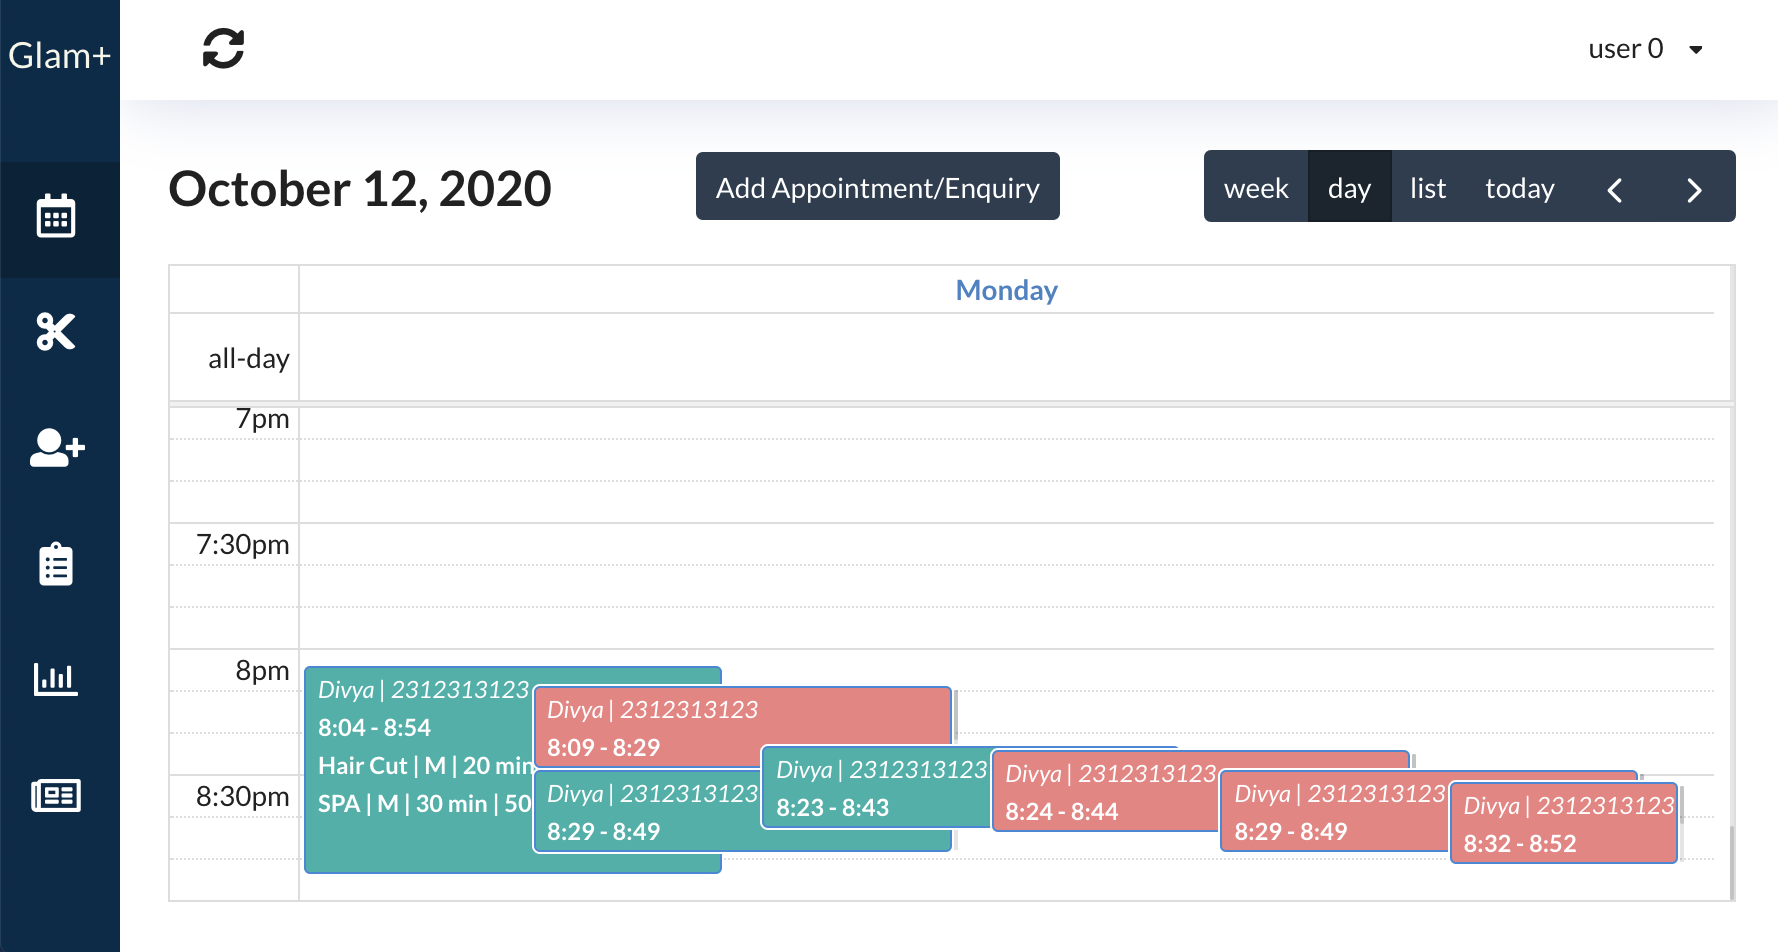 Glam+
user 0
October 12, 2020
Add Appointment/Enquiry
week
day
list
today
Monday
all-day
7pm
7:30pm
8pm
8:30pm
Divya | 2312313123
8:04 - 8:54
Hair Cut | M | 20 min
SPA | M | 30 min | 50
Divya | 2312313123
8:09 - 8:29
Divya | 2312313123
8:29 - 8:49
Divya | 2312313123
8:23 - 8:43
Divya | 2312313123
8:24 - 8:44
Divya | 2312313123
8:29 - 8:49
Divya | 2312313123
8:32 - 8:52